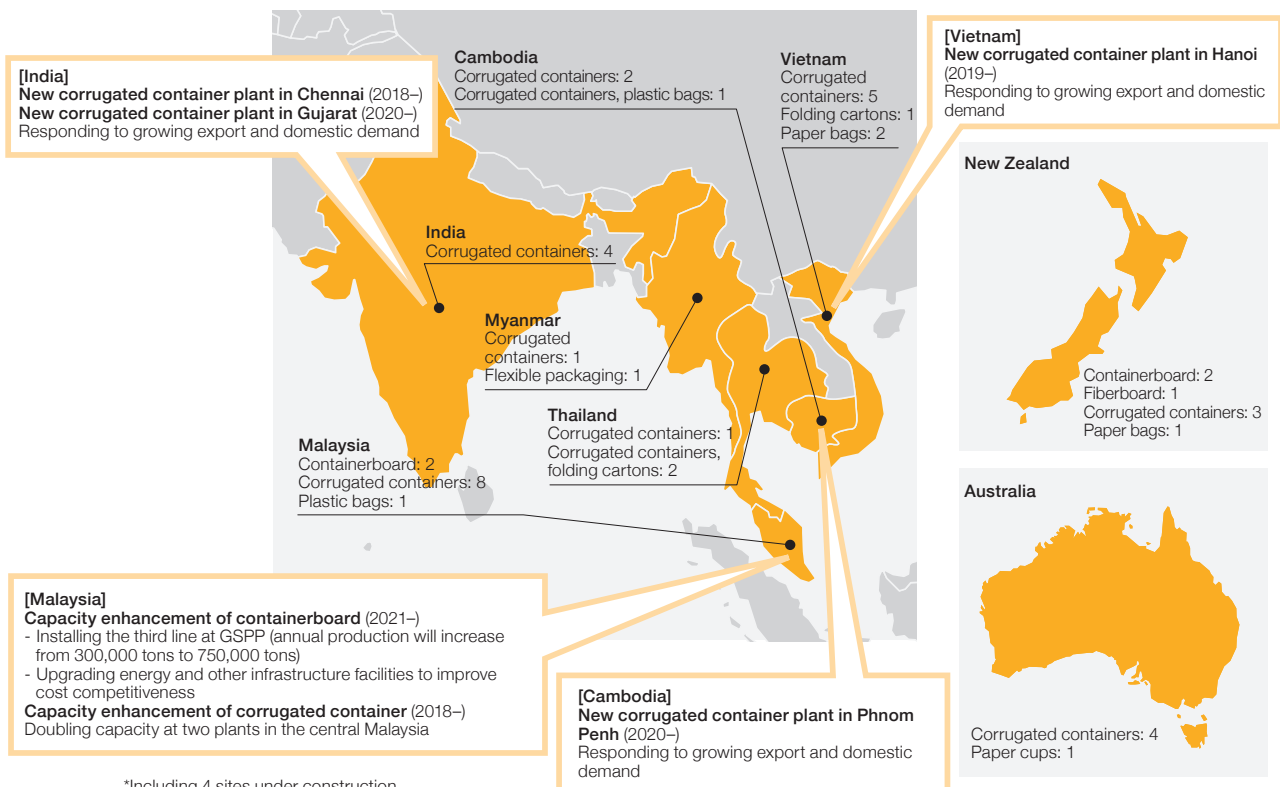 [India]
New corrugated container plant in Chennai (2018–)
New corrugated container plant in Gujarat (2020–)
Responding to growing export and domestic demand
Cambodia
Corrugated containers: 2
Corrugated containers, plastic bags: 1
Vietnam
Corrugated
containers: 5
Folding cartons: 1
Paper bags: 2
[Vietnam]
New corrugated container plant in Hanoi
(2019–)
Responding to growing export and domestic
demand
India
Corrugated containers: 4
Myanmar
Corrugated
containers: 1
Flexible packaging: 1
Thailand
Corrugated containers: 1
Corrugated containers,
folding cartons: 2
Malaysia
Containerboard: 2
Corrugated containers: 8
Plastic bags: 1
New Zealand
Containerboard: 2
Fiberboard: 1
Corrugated containers: 3
Paper bags: 1
Australia
Corrugated containers: 4
Paper cups: 1
[Malaysia]
Capacity enhancement of containerboard (2021–)
- Installing the third line at GSPP (annual production will increase
from 300,000 tons to 750,000 tons)
- Upgrading energy and other infrastructure facilities to improve
cost competitiveness
Capacity enhancement of corrugated container (2018–)
Doubling capacity at two plants in the central Malaysia
[Cambodia]
New corrugated container plant in Phnom
Penh (2020–)
Responding to growing export and domestic
demand
*Including 4 sites under construction